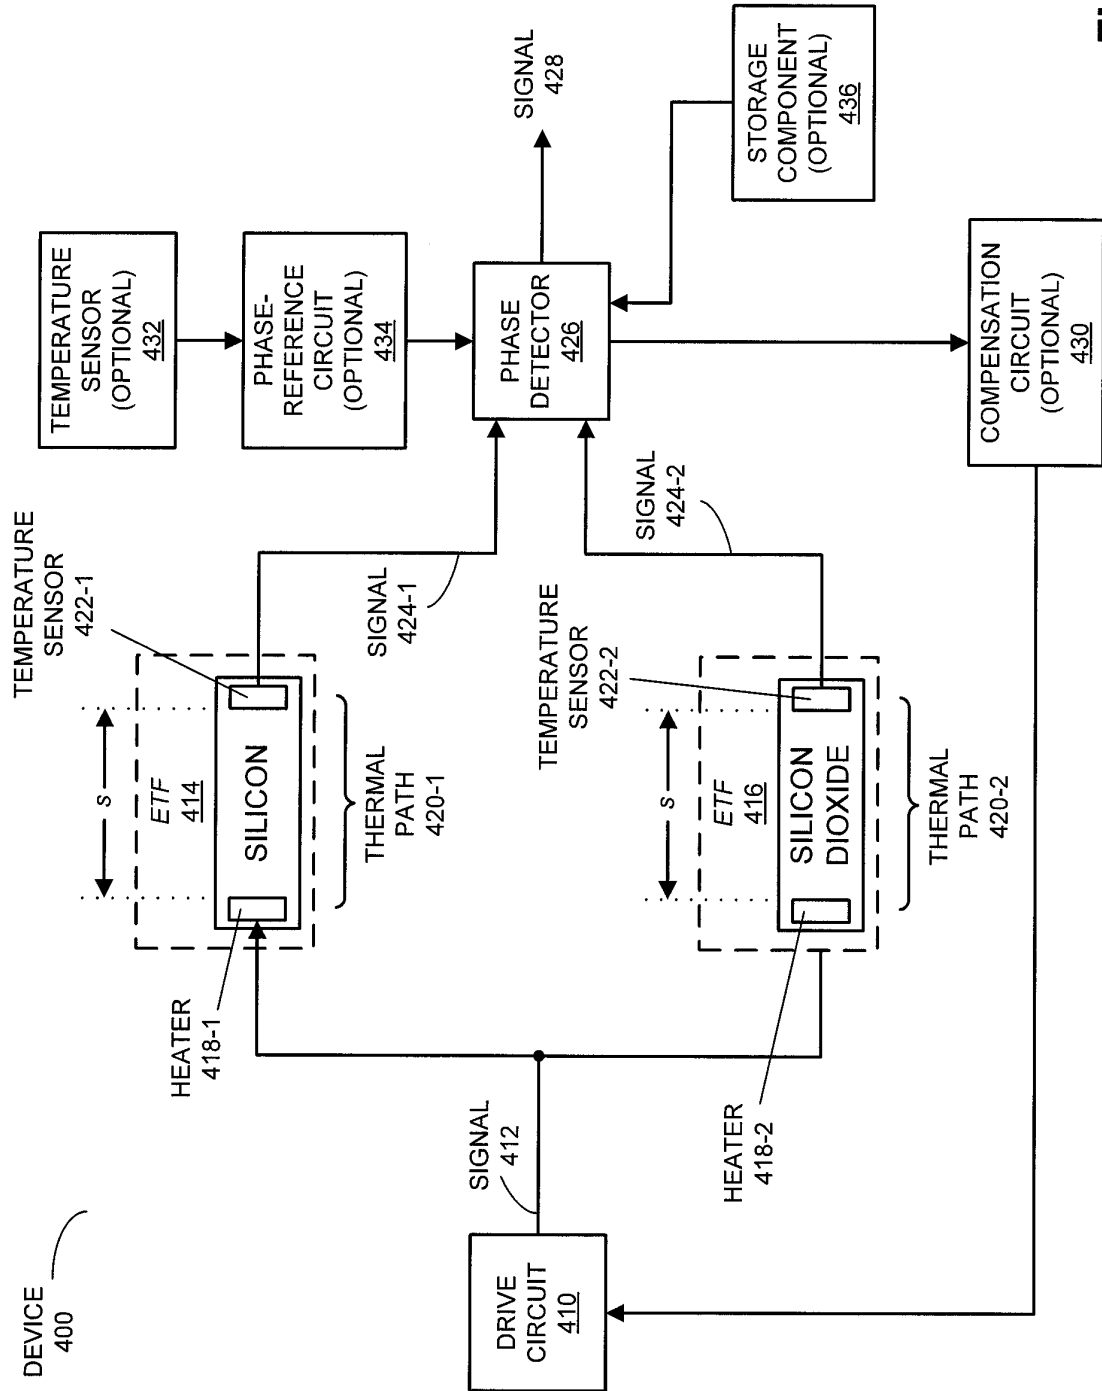 DEVICE
400
DRIVE
CIRCUIT
410
SIGNAL
412
HEATER
418-1
s
ETF
414
SILICON
THERMAL
PATH
420-1
TEMPERATURE
SENSOR
422-1
SIGNAL
424-1
HEATER
418-2
s
ETF
416
SILICON
DIOXIDE
THERMAL
PATH
420-2
TEMPERATURE
SENSOR
422-2
SIGNAL
424-2
TEMPERATURE
SENSOR
(OPTIONAL)
432
PHASE-
REFERENCE
CIRCUIT
(OPTIONAL)
434
PHASE
DETECTOR
426
SIGNAL
428
STORAGE
COMPONENT
(OPTIONAL)
436
COMPENSATION
CIRCUIT
(OPTIONAL)
430